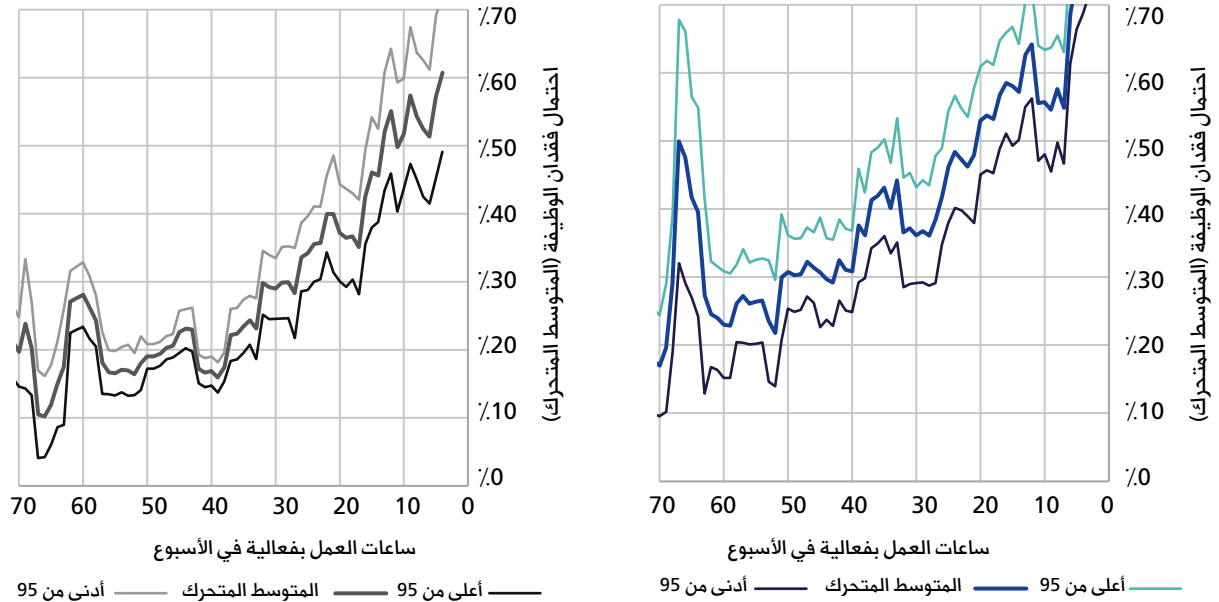 ٪70
٪60
٪50
٪40
٪30
٪20
٪10
٪0
احتمال فقدان الوظيفة (المتوسط المتحرك)
70 60 50 40 30 20 10 0
ساعات العمل بفعالية في الأسبوع
أعلى من 95 المتوسط المتحرك أدنى من 95
٪70
٪60
٪50
٪40
٪30
٪20
٪10
٪0
احتمال فقدان الوظيفة (المتوسط المتحرك)
70 60 50 40 30 20 10 0
ساعات العمل بفعالية في الأسبوع
أعلى من 95 المتوسط المتحرك أدنى من 95